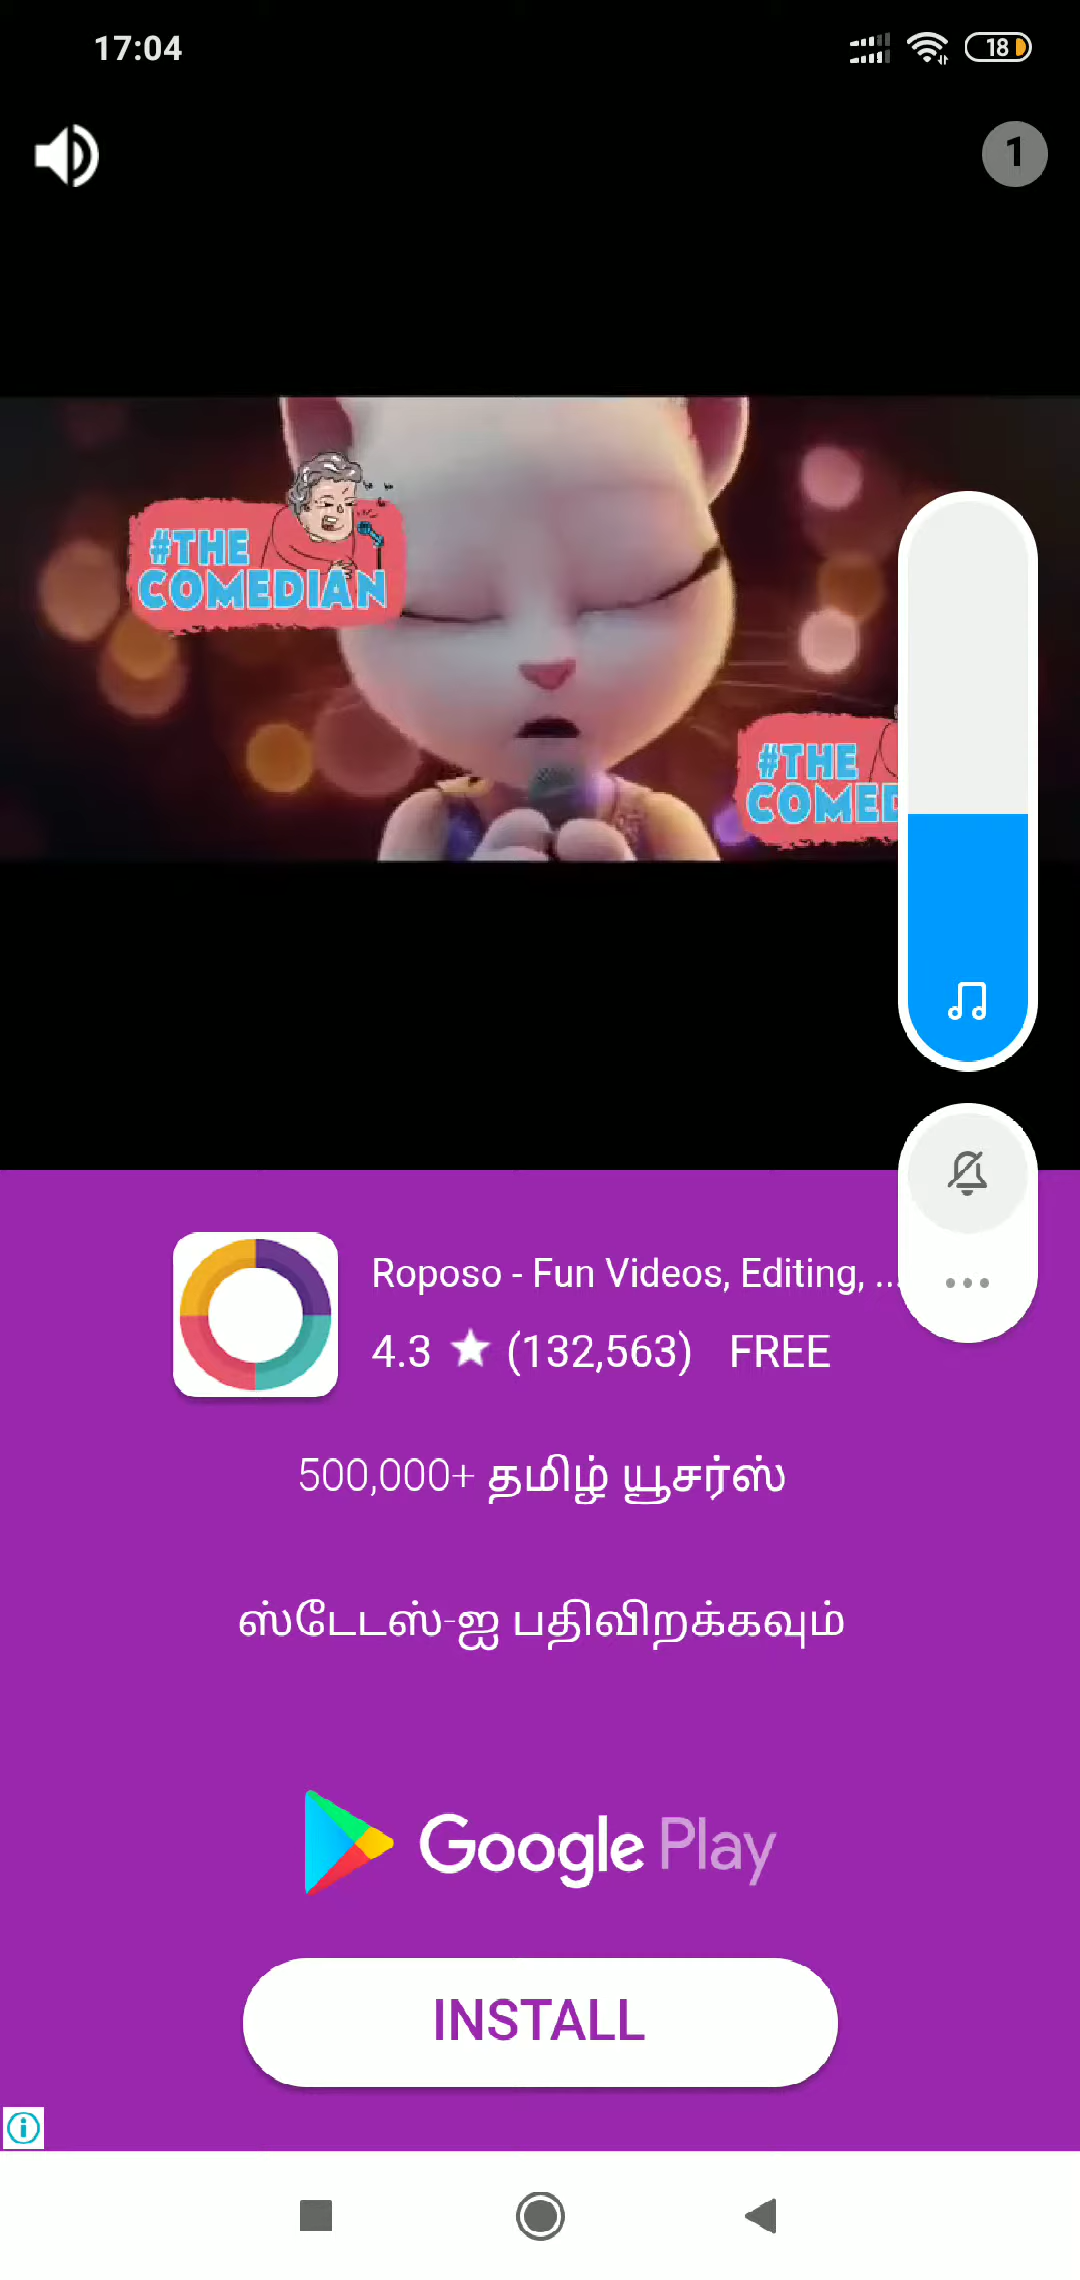 17:04
18
1
#THE
COMEDIAN
#THE
COMED
Roposo - Fun Videos, Editing, ...
4.3 ★ (132,563) FREE
500,000+ தமிழ் யூசர்ஸ்
ஸ்டேடஸ்-ஐ பதிவிறக்கவும்
Google Play
INSTALL